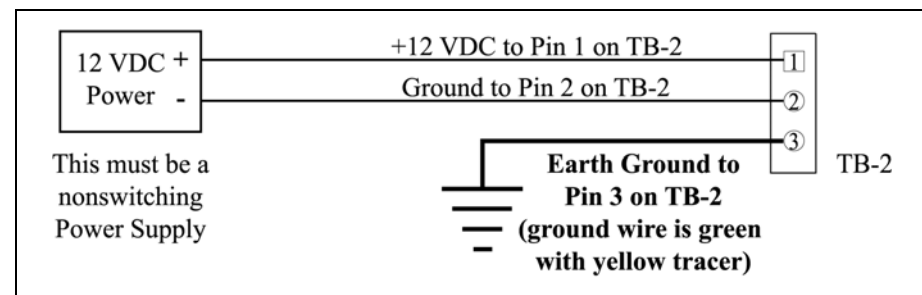 12 VDC +
Power -
This must be a
nonswitching
Power Supply
+12 VDC to Pin 1 on TB-2
Ground to Pin 2 on TB-2
Earth Ground to
Pin 3 on TB-2
(ground wire is green
with yellow tracer)
1
2
3
TB-2